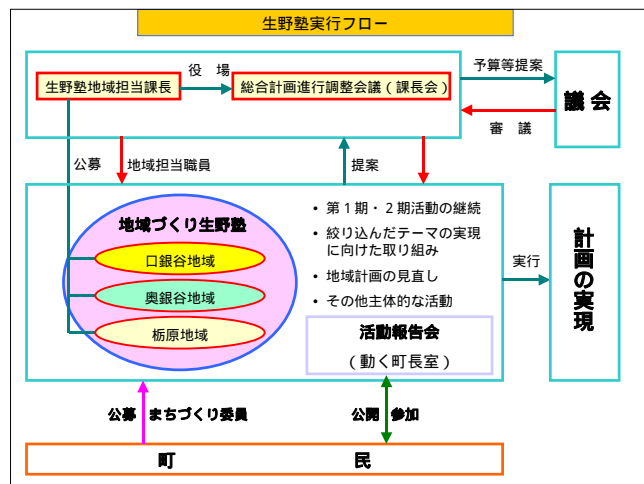 生野塾実行フロー
役 場
生野塾地域担当課長
総合計画進行調整会議(課長会)
予算等提案
審 議
議 会
公募
地域担当職員
提案
地域づくり生野塾
口銀谷地域
奥銀谷地域
栃原地域
・ 第1期・2期活動の継続
・ 絞り込んだテーマの実現
に向けた取り組み
・ 地域計画の見直し
・ その他主体的な活動
活動報告会
(動く町長室)
実行
計画の実現
公募 まちづくり委員
公開 参加
町 民